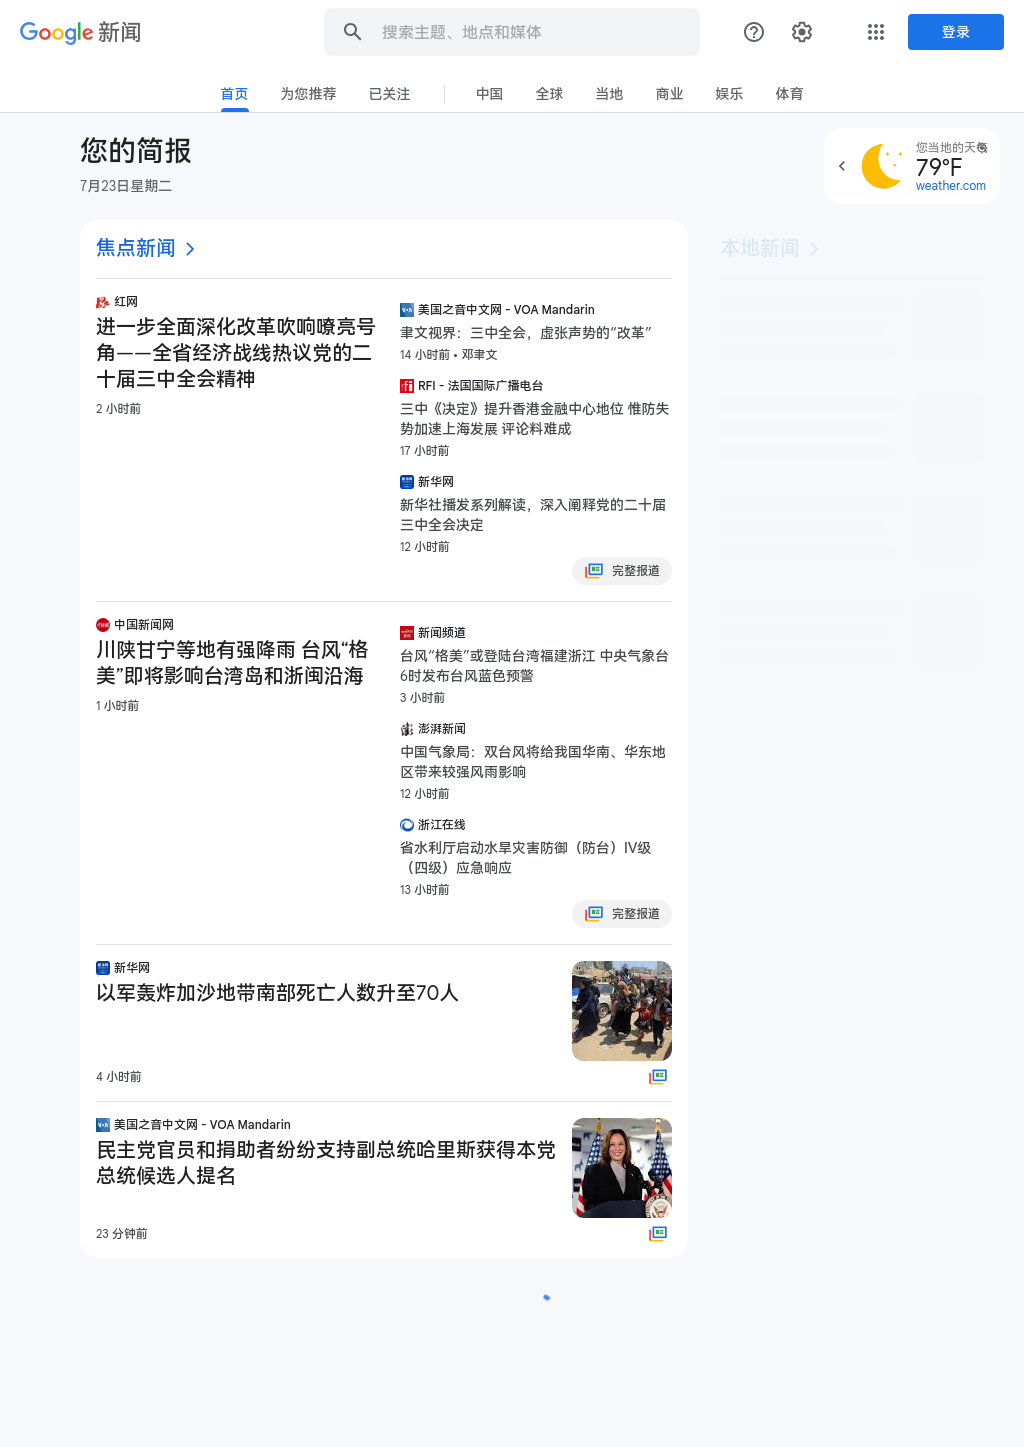 Google 新闻
搜索主题、地点和媒体
登录
首页
为您推荐
已关注
中国
全球
当地
商业
娱乐
体育
您的简报
7月23日星期二
您当地的天气
79°F
weather.com
焦点新闻
本地新闻
红网
进一步全面深化改革吹响嘹亮号
角——全省经济战线热议党的二
十届三中全会精神
2 小时前
美国之音中文网 - VOA Mandarin
聿文视界：三中全会，虚张声势的“改革”
14 小时前 • 邓聿文
RFI - 法国国际广播电台
三中《决定》提升香港金融中心地位 惟防失
势加速上海发展 评论料难成
17 小时前
新华网
新华社播发系列解读，深入阐释党的二十届
三中全会决定
12 小时前
完整报道
中国新闻网
川陕甘宁等地有强降雨 台风“格
美”即将影响台湾岛和浙闽沿海
1 小时前
新闻频道
台风“格美”或登陆台湾福建浙江 中央气象台
6时发布台风蓝色预警
3 小时前
澎湃新闻
中国气象局：双台风将给我国华南、华东地
区带来较强风雨影响
12 小时前
浙江在线
省水利厅启动水旱灾害防御（防台）IV级
（四级）应急响应
13 小时前
完整报道
新华网
以军轰炸加沙地带南部死亡人数升至70人
4 小时前
美国之音中文网 - VOA Mandarin
民主党官员和捐助者纷纷支持副总统哈里斯获得本党
总统候选人提名
23 分钟前